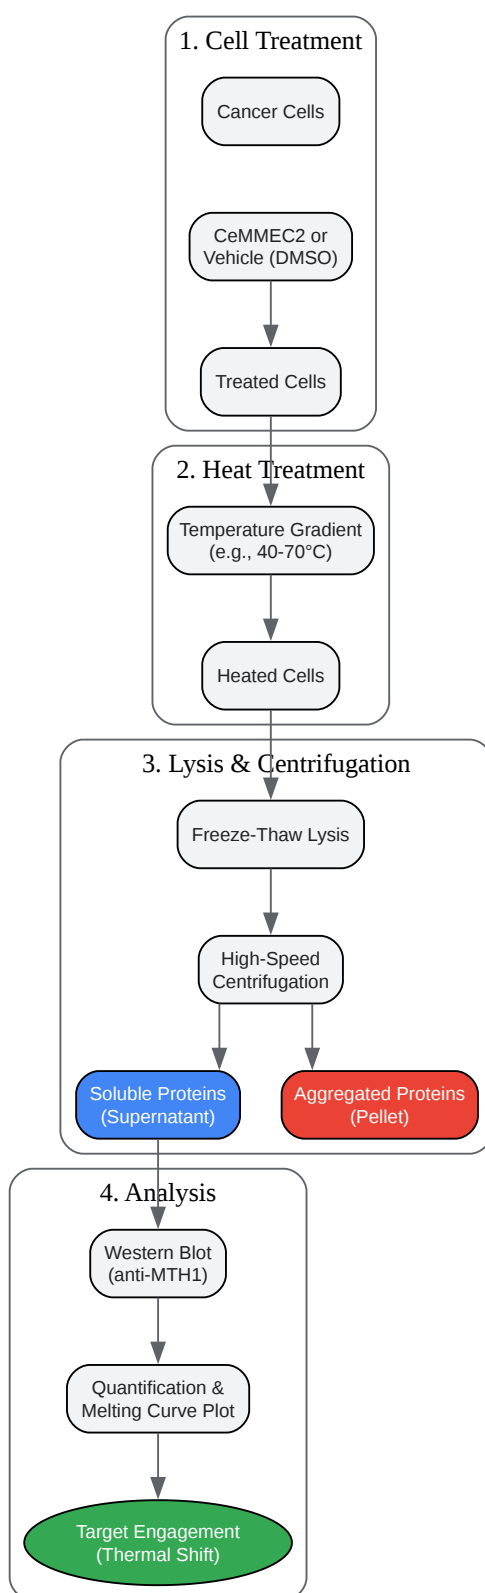 1. Cell Treatment
Cancer Cells
CeMMEC2 or
Vehicle (DMSO)
Treated Cells
2. Heat Treatment
Temperature Gradient
(e.g., 40-70°C)
Heated Cells
3. Lysis & Centrifugation
Freeze-Thaw Lysis
High-Speed
Centrifugation
Soluble Proteins
(Supernatant)
Aggregated Proteins
(Pellet)
4. Analysis
Western Blot
(anti-MTH1)
Quantification &
Melting Curve Plot
Target Engagement
(Thermal Shift)